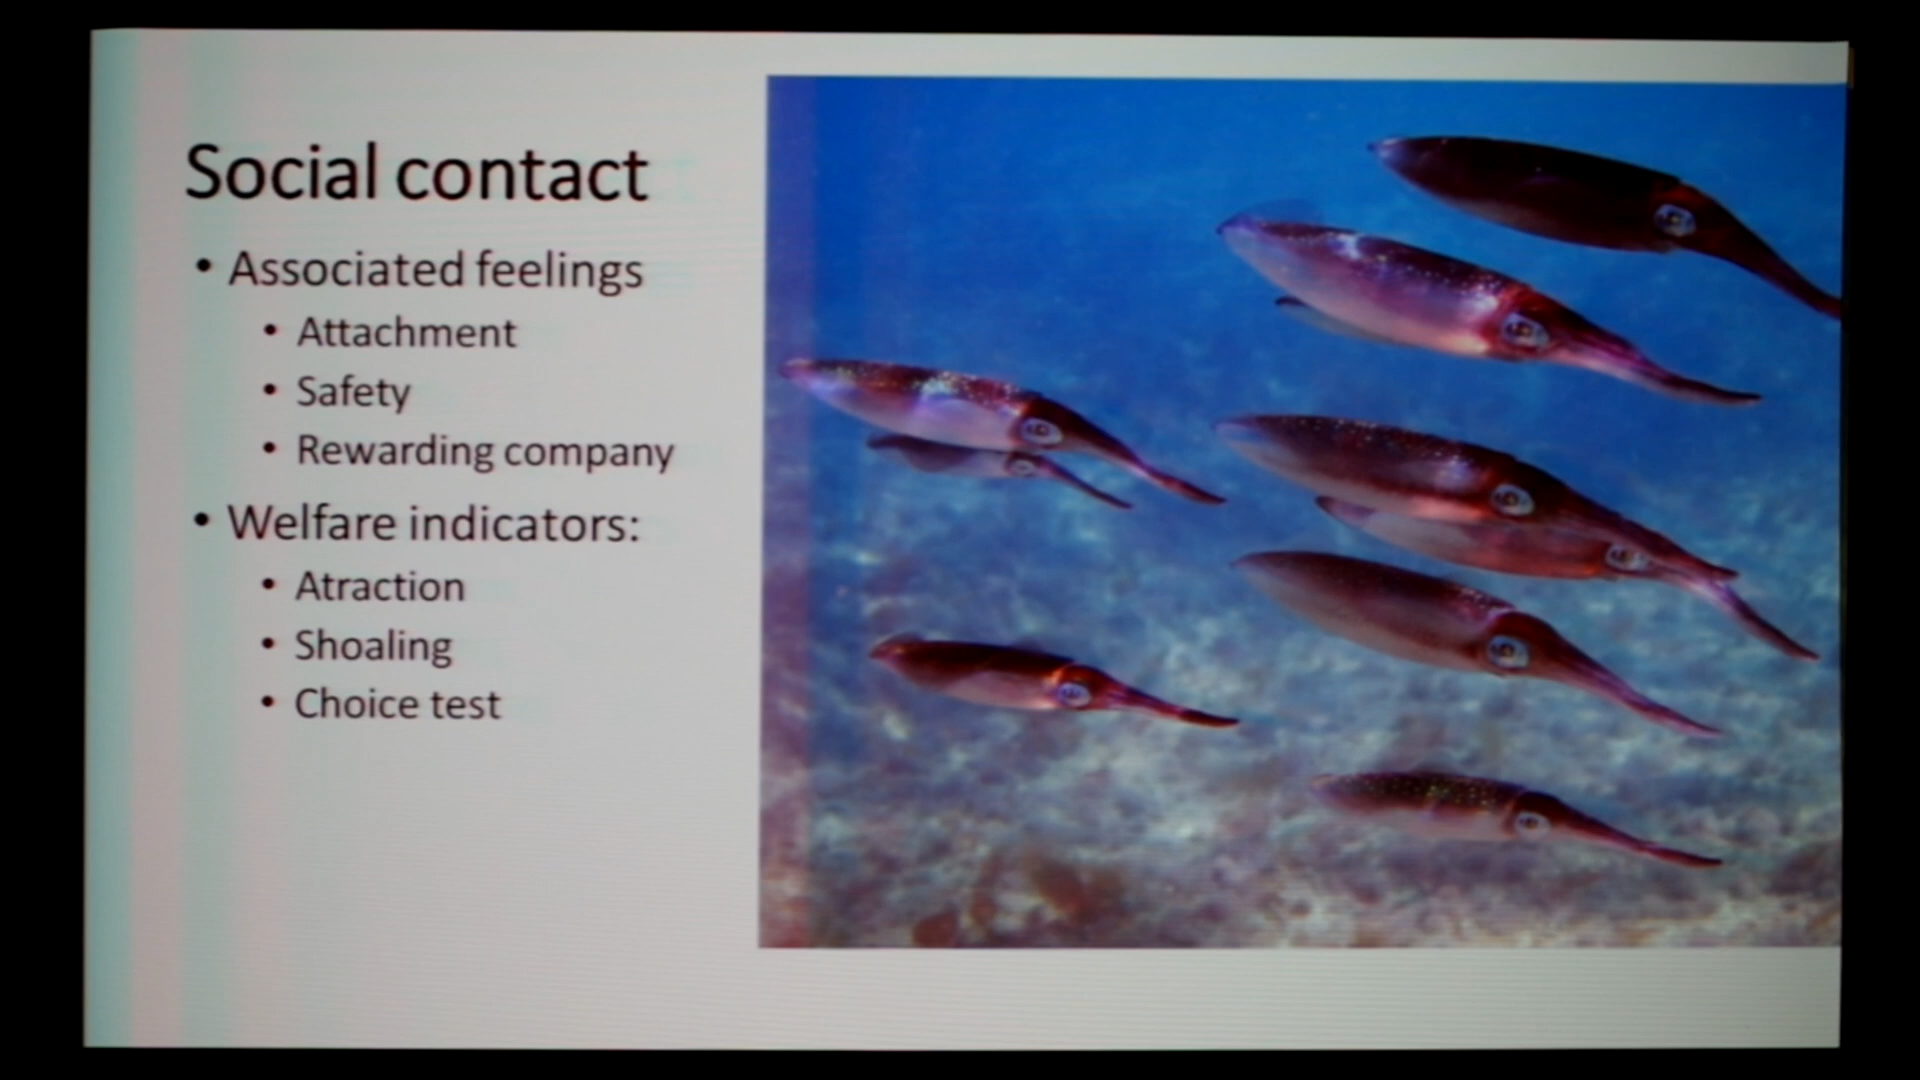 Social contact
• Associated feelings
• Attachment
• Safety
• Rewarding company
• Welfare indicators:
• Atraction
• Shoaling
• Choice test